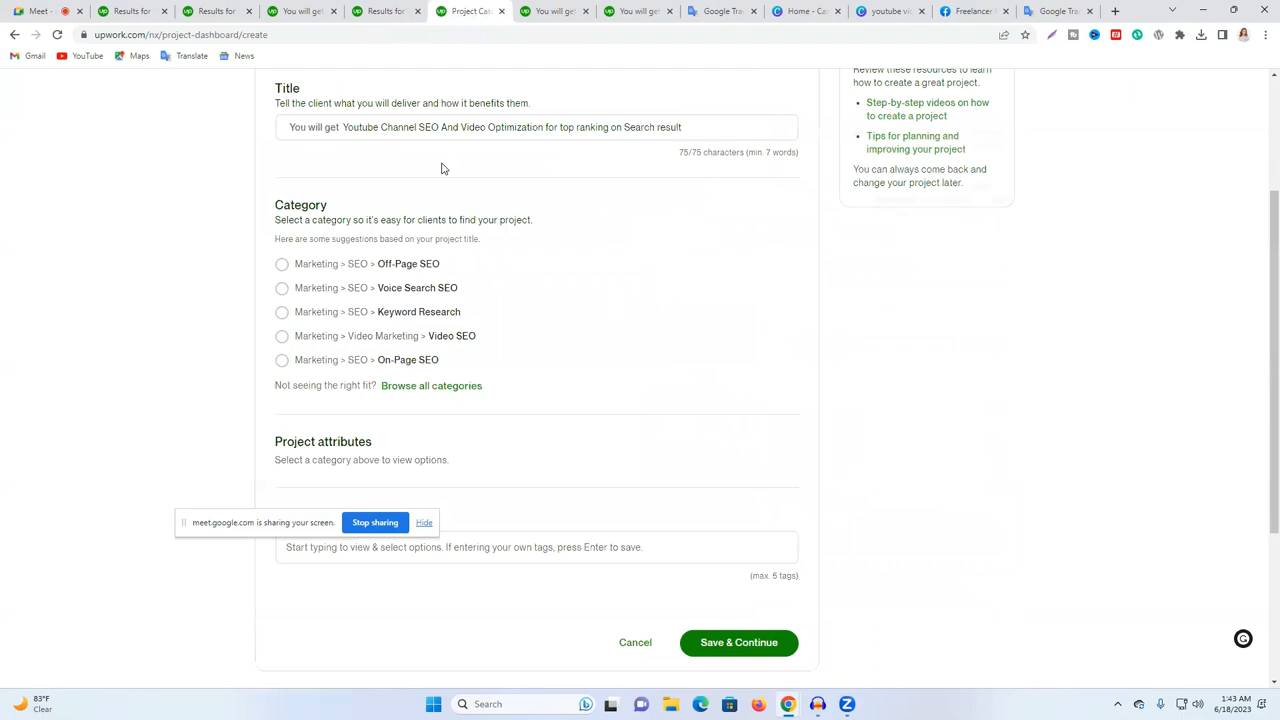 Meet -
Results for
Results for
You will get
Results for
Project Cata
You will get
You will get
Google Tra
Home - Ca
youtube vi
Freelancer
Google Tra
upwork.com/nx/project-dashboard/create
Gmail
YouTube
Maps
Translate
News
Title
Tell the client what you will deliver and how it benefits them.
You will get Youtube Channel SEO And Video Optimization for top ranking on Search result
75/75 characters (min. 7 words)
Category
Select a category so it's easy for clients to find your project.
Here are some suggestions based on your project title.
Marketing > SEO > Off-Page SEO
Marketing > SEO > Voice Search SEO
Marketing > SEO > Keyword Research
Marketing > Video Marketing > Video SEO
Marketing > SEO > On-Page SEO
Not seeing the right fit? Browse all categories
Project attributes
Select a category above to view options.
meet.google.com is sharing your screen.
Stop sharing
Hide
Start typing to view & select options. If entering your own tags, press Enter to save.
(max. 5 tags)
Cancel
Save & Continue
Review these resources to learn
how to create a great project.
• Step-by-step videos on how
to create a project
• Tips for planning and
improving your project
You can always come back and
change your project later.
83°F
Clear
Search
1:43 AM
6/18/2023